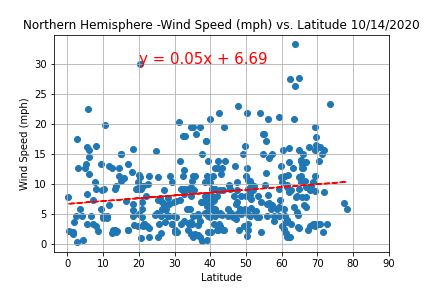 Northern Hemisphere -Wind Speed (mph) vs. Latitude 10/14/2020
y = 0.05x + 6.69
Wind Speed (mph)
30
25
20
15
10
5
0
0 10 20 30 40 50 60 70 80 90
Latitude